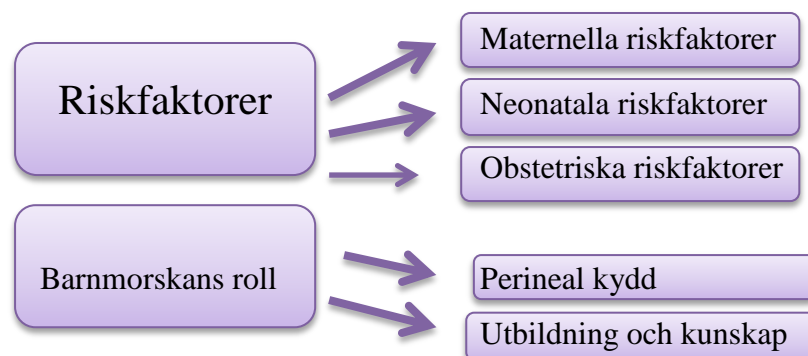 Riskfaktorer
Maternella riskfaktorer
Neonatala riskfaktorer
Obstetriska riskfaktorer
Barnmorskans roll
Perineal kydd
Utbildning och kunskap